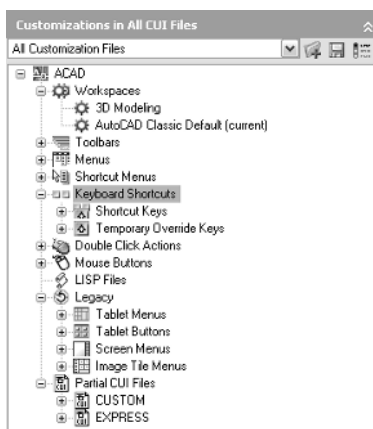 Customizations in All CUI Files
All Customization Files
ACAD
Workspaces
3D Modeling
AutoCAD Classic Default (current)
Toolbars
Menus
Shortcut Menus
Keyboard Shortcuts
Shortcut Keys
Temporary Override Keys
Double Click Actions
Mouse Buttons
LISP Files
Legacy
Tablet Menus
Tablet Buttons
Screen Menus
Image Tile Menus
Partial CUI Files
CUSTOM
EXPRESS